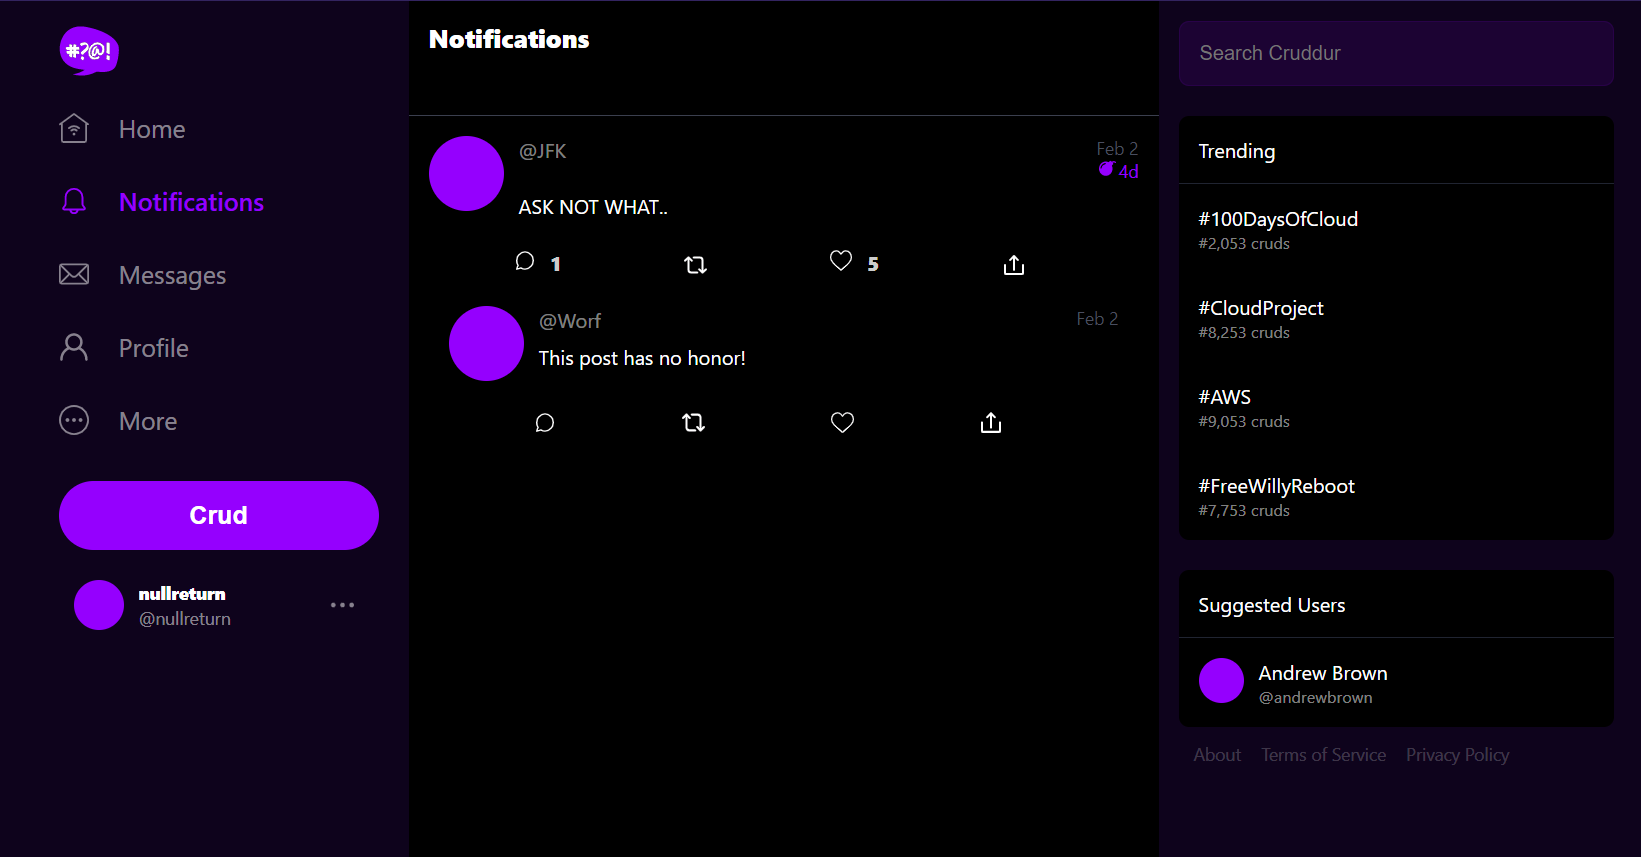 #?@!
Home
Notifications
Messages
Profile
More
Crud
nullreturn
@nullreturn
Notifications
@JFK
Feb 2
4d
ASK NOT WHAT..
1
5
@Worf
Feb 2
This post has no honor!
Search Cruddur
Trending
#100DaysOfCloud
#2,053 cruds
#CloudProject
#8,253 cruds
#AWS
#9,053 cruds
#FreeWillyReboot
#7,753 cruds
Suggested Users
Andrew Brown
@andrewbrown
About Terms of Service Privacy Policy